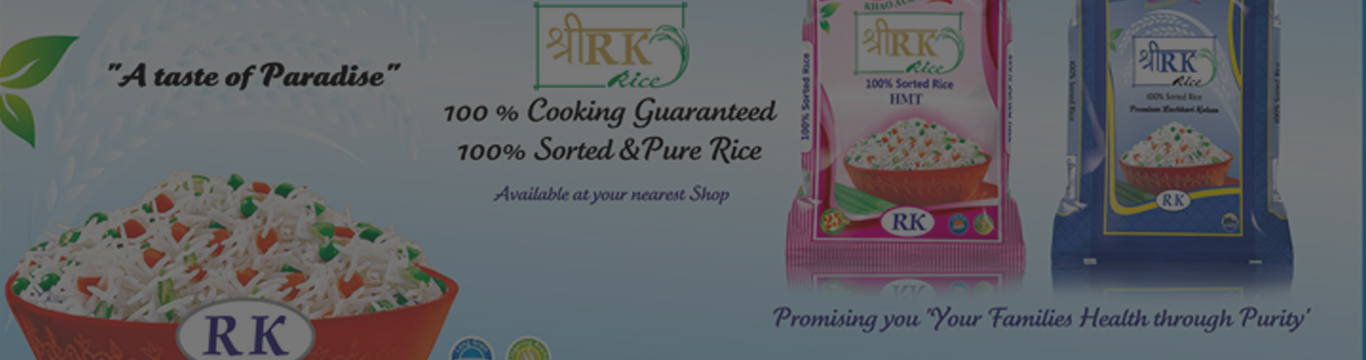 "A taste of Paradise"
RK
श्री RK
Rice
100 % Cooking Guaranteed
100% Sorted &Pure Rice
Available at your nearest Shop
श्री RK
Rice
100% Sorted Rice
HMT
100% Sorted Rice
RK
श्री RK
Rice
100% Sorted Rice
RK
Promising you 'Your Families Health through Purity'